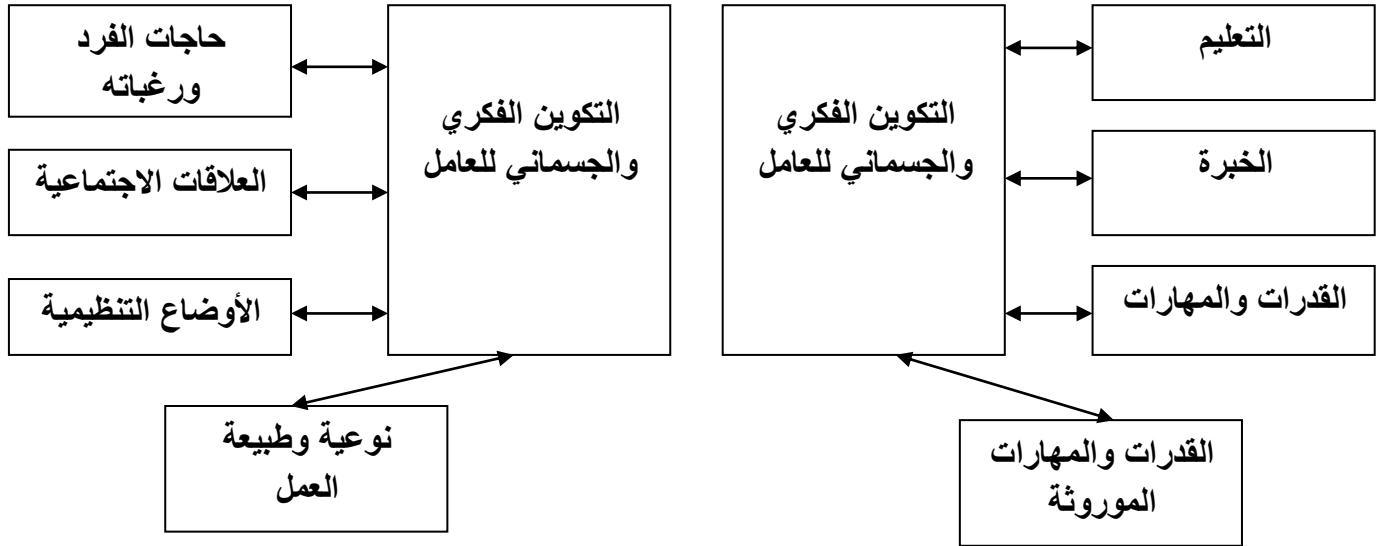 التعليم
الخبرة
القدرات والمهارات
القدرات والمهارات
الموروثة
التكوين الفكري
والجسماني للعامل
التكوين الفكري
والجسماني للعامل
حاجات الفرد
ورغباته
العلاقات الاجتماعية
الأوضاع التنظيمية
نوعية وطبيعة
العمل